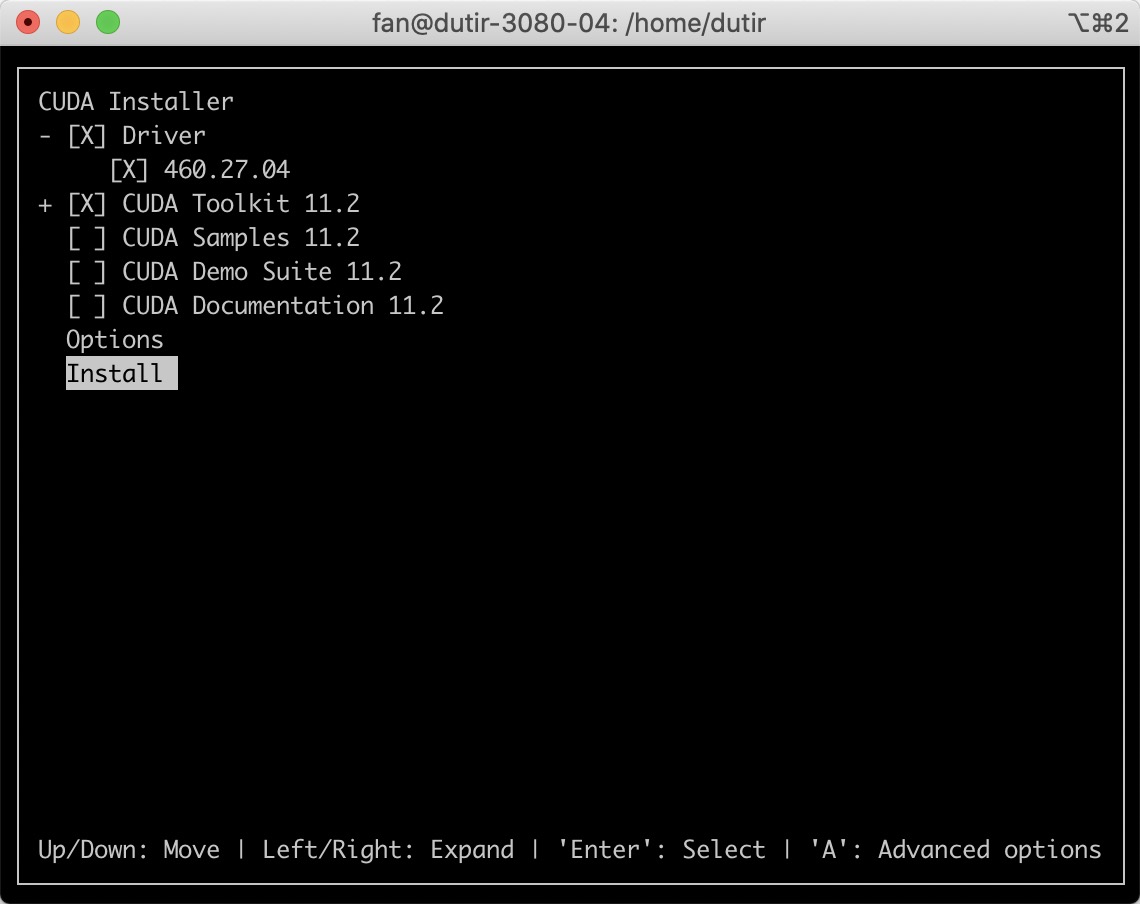 fan@dutir-3080-04: /home/dutir ⌥⌘2
CUDA Installer
- [X] Driver
[X] 460.27.04
+ [X] CUDA Toolkit 11.2
[ ] CUDA Samples 11.2
[ ] CUDA Demo Suite 11.2
[ ] CUDA Documentation 11.2
Options
Install
Up/Down: Move | Left/Right: Expand | 'Enter': Select | 'A': Advanced options